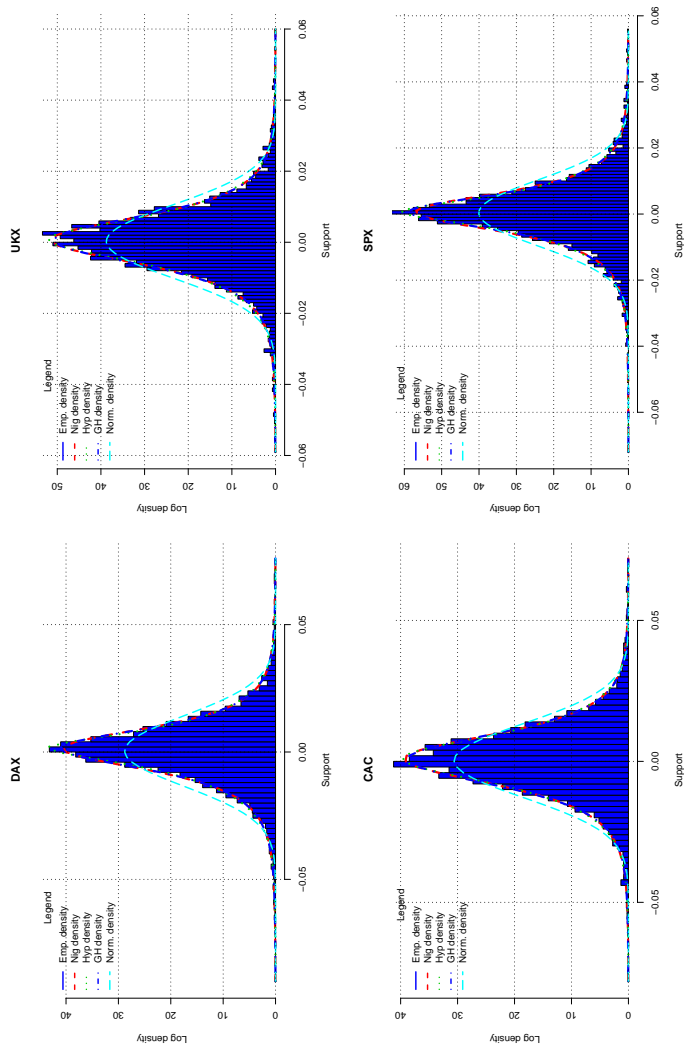 DAX
Legend
Emp. density
Nig density
Hyp density
GH density
Norm. density
Log density
0
10
20
30
40
−0.05
0.00
0.05
Support
UKX
Legend
Emp. density
Nig density
Hyp density
GH density
Norm. density
Log density
0
10
20
30
40
50
−0.06
−0.04
−0.02
0.00
0.02
0.04
0.06
Support
CAC
Legend
Emp. density
Nig density
Hyp density
GH density
Norm. density
Log density
0
10
20
30
40
−0.05
0.00
0.05
Support
SPX
Legend
Emp. density
Nig density
Hyp density
GH density
Norm. density
Log density
0
10
20
30
40
50
60
−0.06
−0.04
−0.02
0.00
0.02
0.04
0.06
Support